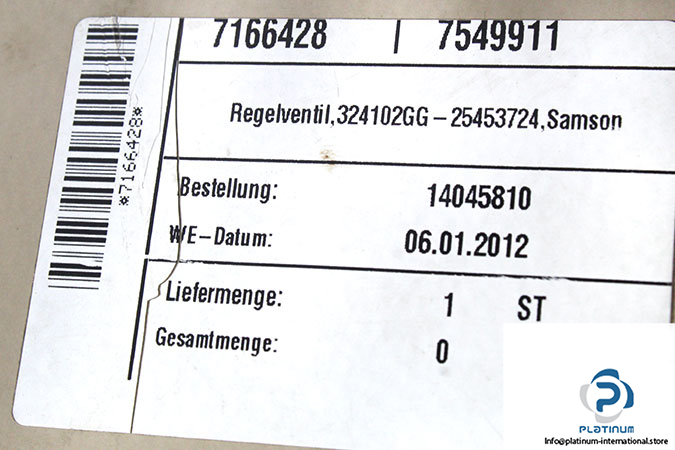 7166428 | 7549911
*7166428*
Regelventil,324102GG-25453724,Samson
Bestellung: 14045810
WE-Datum: 06.01.2012
Liefermenge: 1 ST
Gesamtmenge: 0
PLATINUM
Info@platinum-international.store